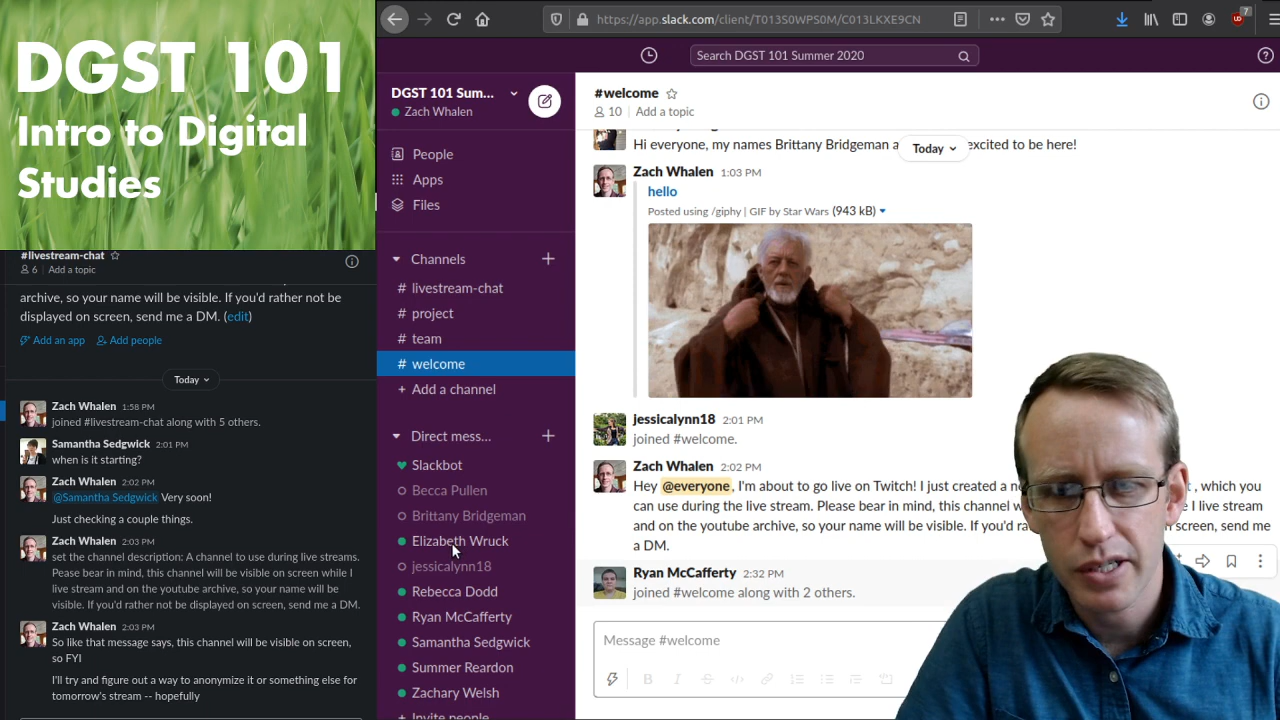 DGST 101
Intro to Digital
Studies
#livestream-chat
6 | Add a topic
archive, so your name will be visible. If you'd rather not be
displayed on screen, send me a DM. (edit)
Add an app Add people
Today
Zach Whalen 1:58 PM
joined #livestream-chat along with 5 others.
Samantha Sedgwick 2:01 PM
when is it starting?
Zach Whalen 2:02 PM
@Samantha Sedgwick Very soon!
Just checking a couple things.
Zach Whalen 2:03 PM
set the channel description: A channel to use during live streams.
Pease bear in mind, this channel will be visible on screen while I
live stream and on the youtube archive, so your name will be
visible. If you'd rather not be displayed on screen, send me a DM.
Zach Whalen 2:03 PM
So like that message says, this channel will be visible on screen,
so FYI
I'll try and figure out a way to anonymize it or something else for
tomorrow's stream -- hopefully
https://app.slack.com/client/T013S0WPS0M/C013LKXE9CN
7
Search DGST 101 Summer 2020
DGST 101 Sum...
Zach Whalen
People
Apps
Files
Channels
# livestream-chat
# project
# team
# welcome
+ Add a channel
Direct mess...
Slackbot
Becca Pullen
Brittany Bridgeman
Elizabeth Wruck
jessicalynn18
Rebecca Dodd
Ryan McCafferty
Samantha Sedgwick
Summer Reardon
Zachary Welsh
+ Invite people
#welcome
10 | Add a topic
Today
Hi everyone, my names Brittany Bridgeman a excited to be here!
Zach Whalen 1:03 PM
hello
Posted using /giphy | GIF by Star Wars (943 kB)
jessicalynn18 2:01 PM
joined #welcome.
Zach Whalen 2:02 PM
Hey @everyone, I'm about to go live on Twitch! I just created a , which you
can use during the live stream. Please bear in mind, this channel I live stream
and on the youtube archive, so your name will be visible. If you'd screen, send me
a DM.
Ryan McCafferty 2:32 PM
joined #welcome along with 2 others.
Message #welcome